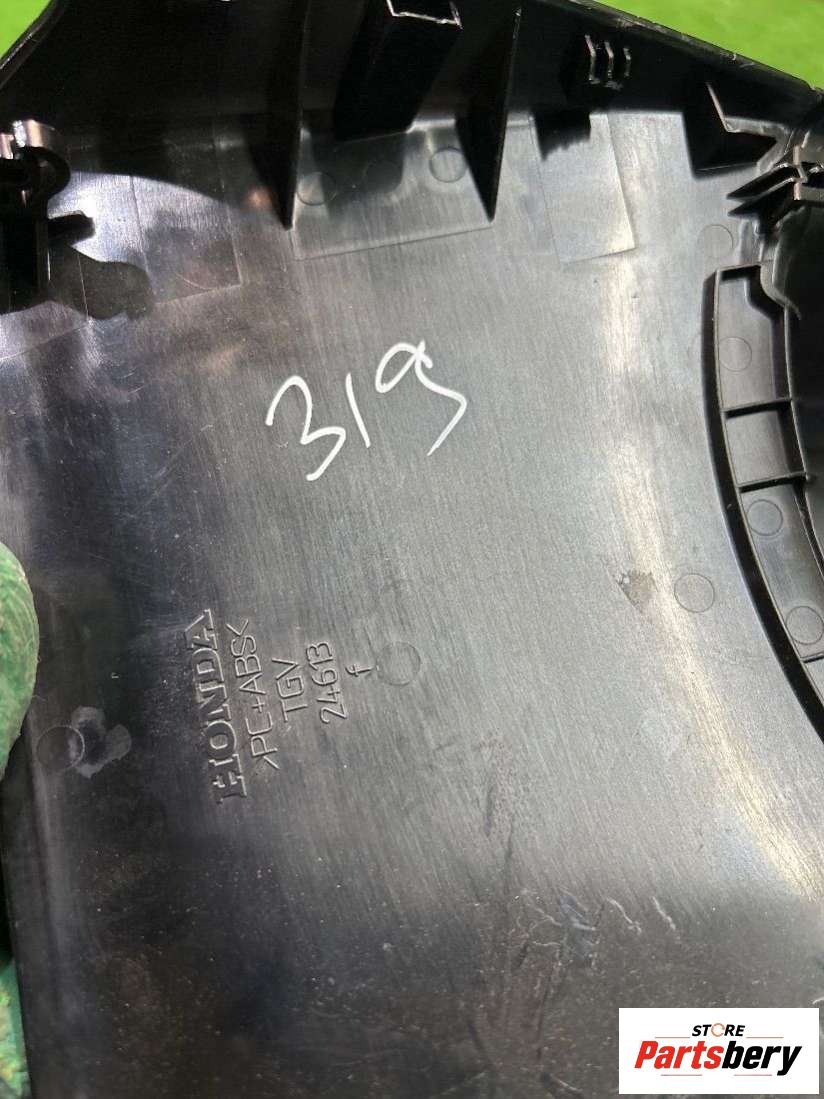 319
HONDA
>PC+ABS<
TGV
24613
f
STORE
Partsbery